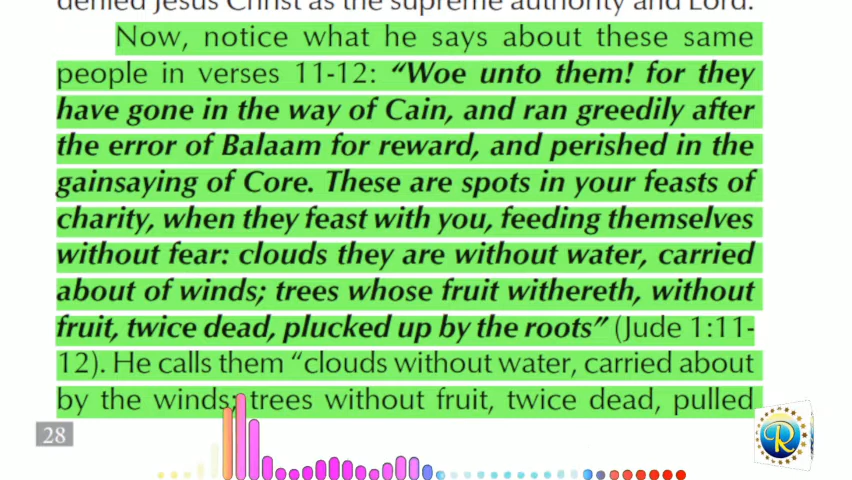 denied Jesus Christ as the supreme authority and Lord.
Now, notice what he says about these same
people in verses 11-12: “Woe unto them! for they
have gone in the way of Cain, and ran greedily after
the error of Balaam for reward, and perished in the
gainsaying of Core. These are spots in your feasts of
charity, when they feast with you, feeding themselves
without fear: clouds they are without water, carried
about of winds; trees whose fruit withereth, without
fruit, twice dead, plucked up by the roots” (Jude 1:11-
12). He calls them “clouds without water, carried about
by the winds; trees without fruit, twice dead, pulled
28
R